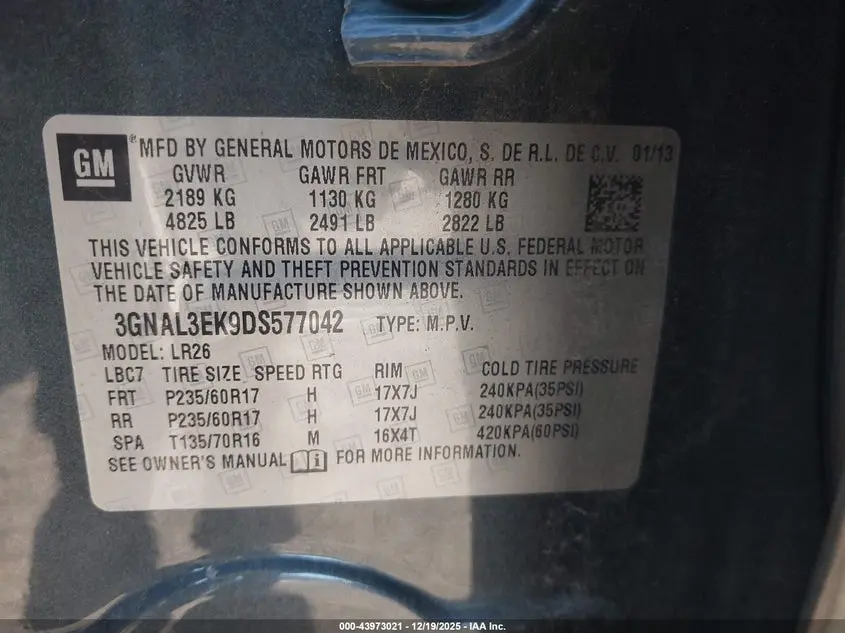 GM
MFD BY GENERAL MOTORS DE MEXICO, S. DE R.L. DE C.V. 01/13
GVWR GAWR FRT GAWR RR
2189 KG 1130 KG 1280 KG
4825 LB 2491 LB 2822 LB
THIS VEHICLE CONFORMS TO ALL APPLICABLE U.S. FEDERAL MOTOR
VEHICLE SAFETY AND THEFT PREVENTION STANDARDS IN EFFECT ON
THE DATE OF MANUFACTURE SHOWN ABOVE.
3GNAL3EK9DS577042 TYPE: M.P.V.
MODEL: LR26
LBC7 TIRE SIZE SPEED RTG RIM COLD TIRE PRESSURE
FRT P235/60R17 H 17X7J 240KPA(35PSI)
RR P235/60R17 H 17X7J 240KPA(35PSI)
SPA T135/70R16 M 16X4T 420KPA(60PSI)
SEE OWNER'S MANUAL i FOR MORE INFORMATION.
000-43973021 - 12/19/2025 - IAA Inc.